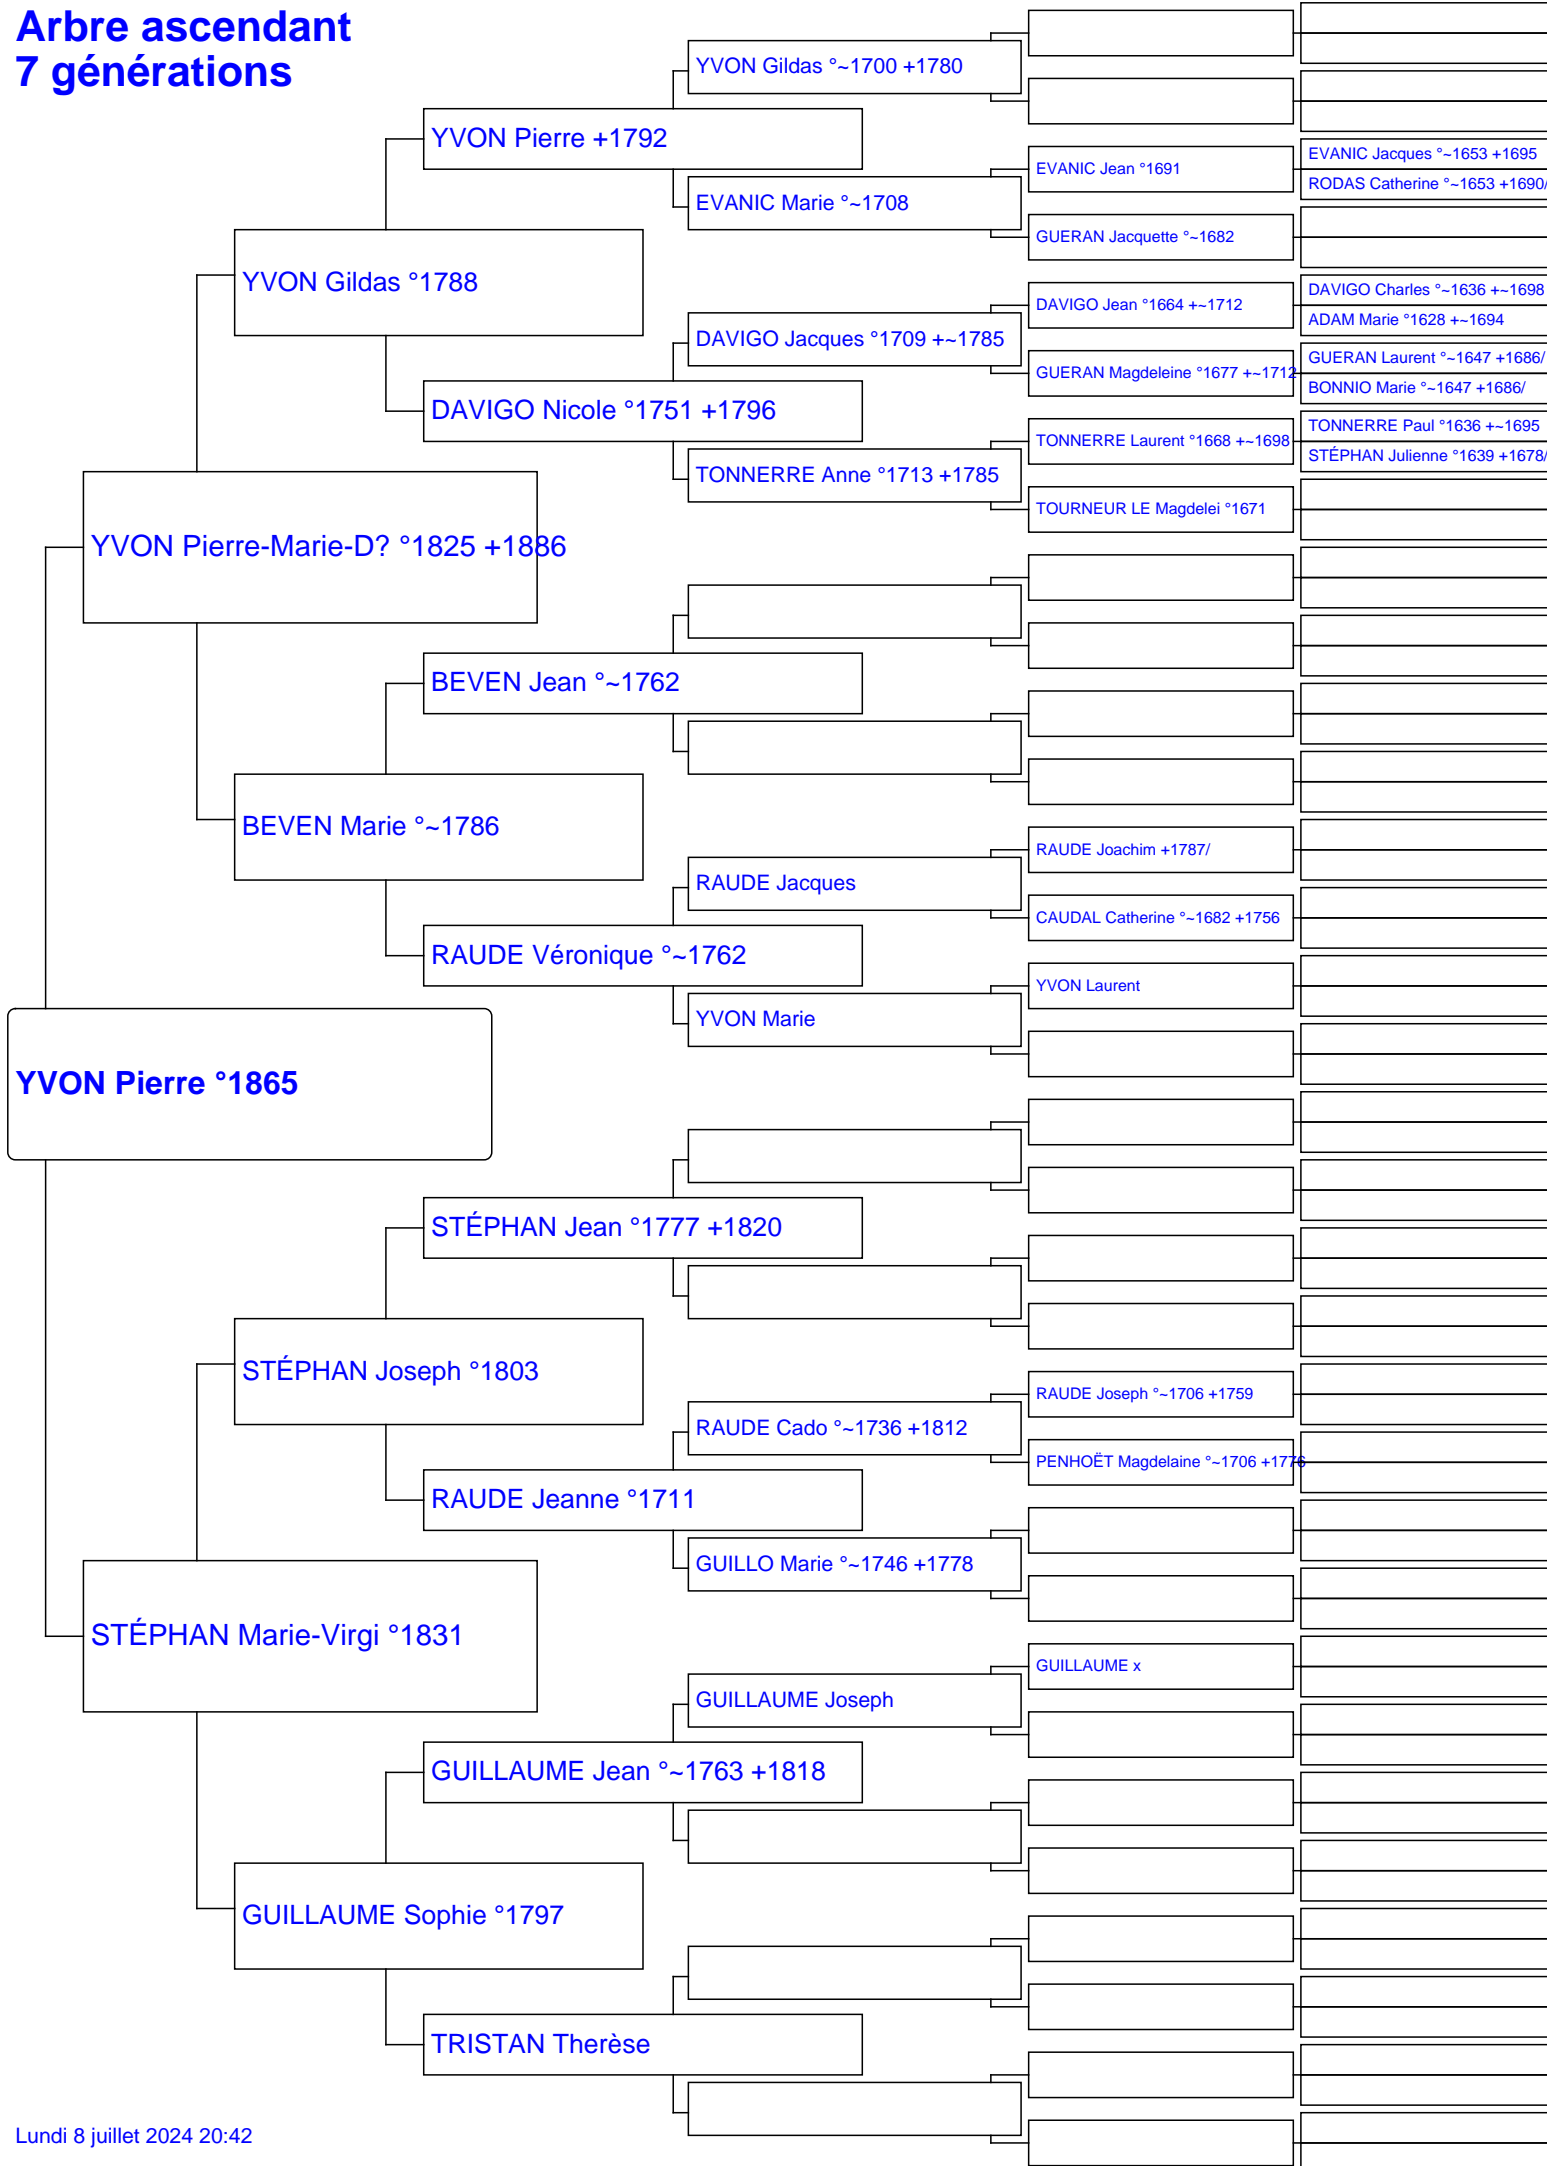 Arbre ascendant
7 générations
YVON Gildas °~1700 +1780
YVON Pierre +1792
EVANIC Jacques °~1653 +1695
EVANIC Jean °1691
RODAS Catherine °~1653 +1690/
EVANIC Marie °~1708
GUERAN Jacquette °~1682
YVON Gildas °1788
DAVIGO Charles °~1636 +~1698
DAVIGO Jean °1664 +~1712
ADAM Marie °1628 +~1694
DAVIGO Jacques °1709 +~1785
GUERAN Laurent °~1647 +1686/
GUERAN Magdeleine °1677 +~1712
BONNIO Marie °~1647 +1686/
DAVIGO Nicole °1751 +1796
TONNERRE Paul °1636 +~1695
TONNERRE Laurent °1668 +~1698
STÉPHAN Julienne °1639 +1678/
TONNERRE Anne °1713 +1785
TOURNEUR LE Magdelei °1671
YVON Pierre-Marie-D? °1825 +1886
BEVEN Jean °~1762
BEVEN Marie °~1786
RAUDE Joachim +1787/
RAUDE Jacques
CAUDAL Catherine °~1682 +1756
RAUDE Véronique °~1762
YVON Laurent
YVON Marie
YVON Pierre °1865
STÉPHAN Jean °1777 +1820
STÉPHAN Joseph °1803
RAUDE Joseph °~1706 +1759
RAUDE Cado °~1736 +1812
PENHOËT Magdelaine °~1706 +1776
RAUDE Jeanne °1711
GUILLO Marie °~1746 +1778
STÉPHAN Marie-Virgi °1831
GUILLAUME x
GUILLAUME Joseph
GUILLAUME Jean °~1763 +1818
GUILLAUME Sophie °1797
TRISTAN Therèse
Lundi 8 juillet 2024 20:42